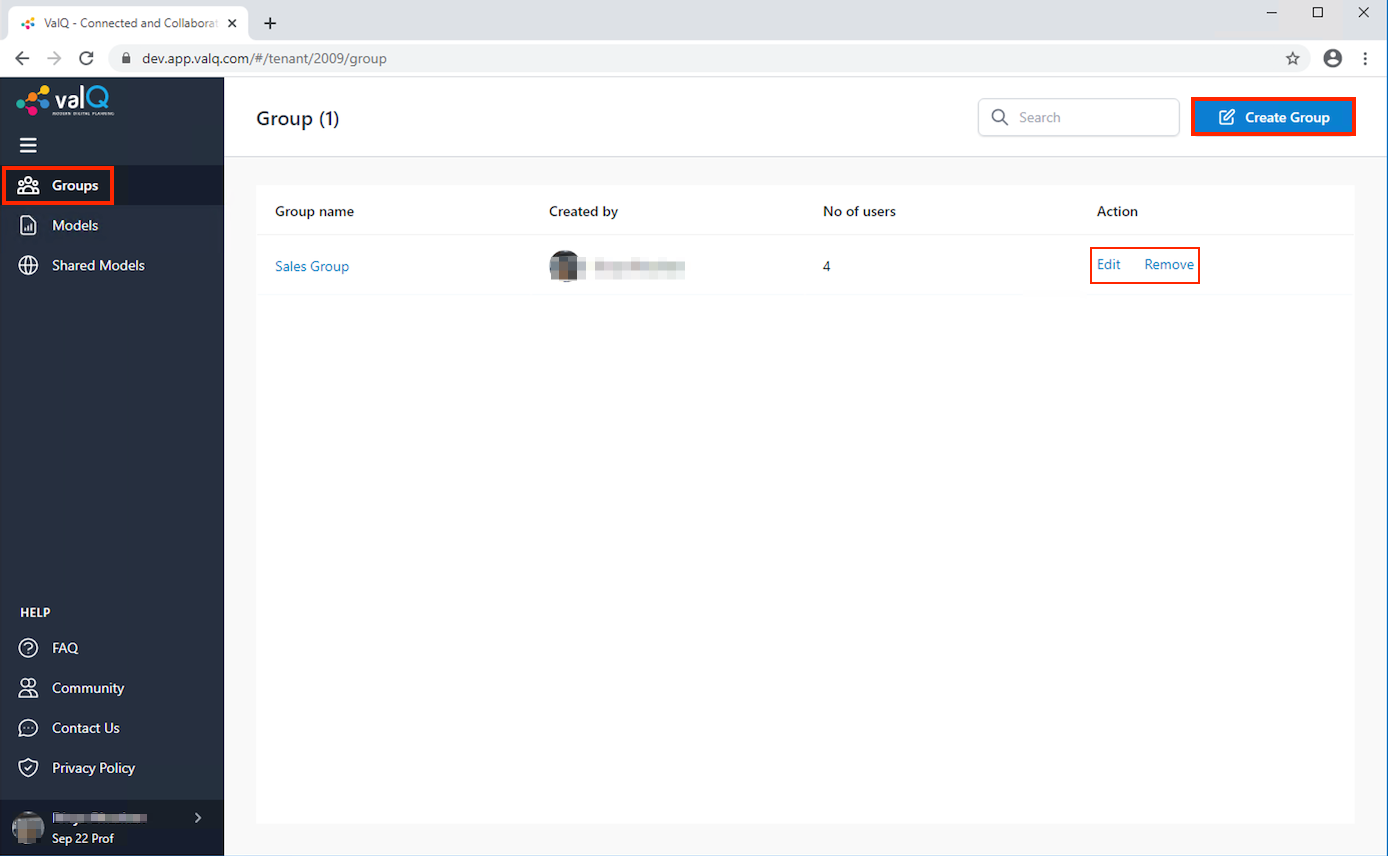 ValQ - Connected and Collaborat
dev.app.valq.com/#/tenant/2009/group
valQ
MODERN DIGITAL PLANNING
Group (1)
Search
Create Group
Groups
Models
Shared Models
Group name Created by No of users Action
Sales Group 4 Edit Remove
HELP
FAQ
Community
Contact Us
Privacy Policy
Sep 22 Prof